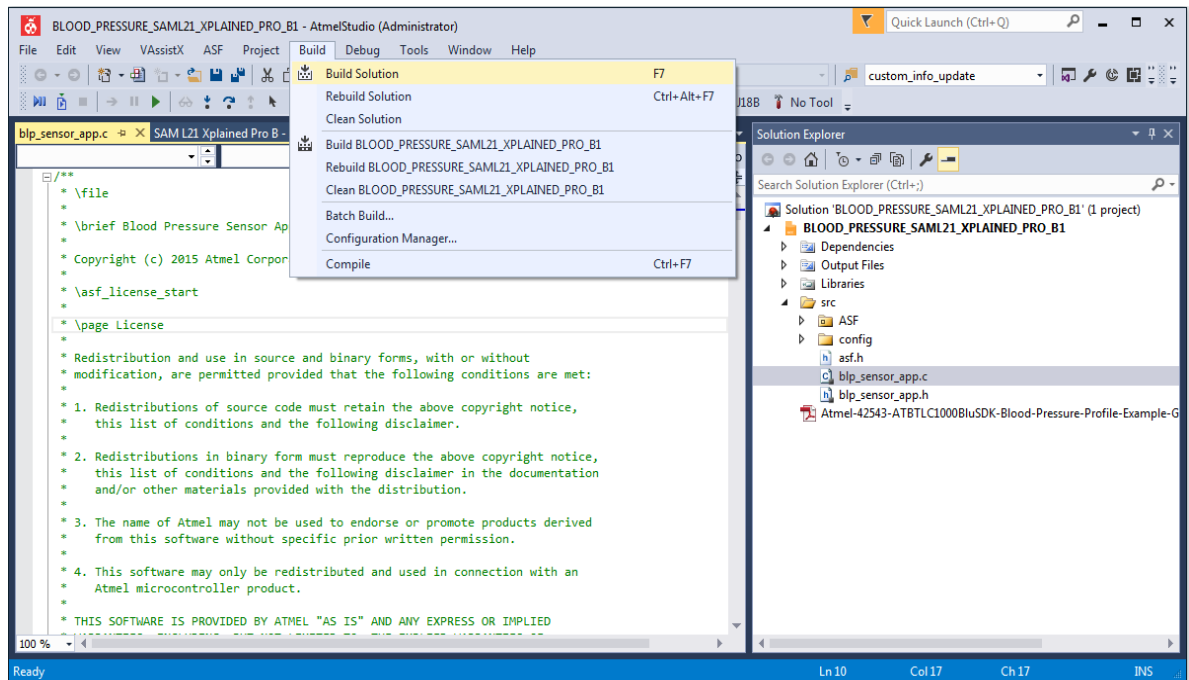 BLOOD_PRESSURE_SAML21_XPLAINED_PRO_B1 - AtmelStudio (Administrator)
Quick Launch (Ctrl+Q)
File Edit View VAssistX ASF Project Build Debug Tools Window Help
custom_info_update
J18B No Tool
Build Solution F7
Rebuild Solution Ctrl+Alt+F7
Clean Solution
Build BLOOD_PRESSURE_SAML21_XPLAINED_PRO_B1
Rebuild BLOOD_PRESSURE_SAML21_XPLAINED_PRO_B1
Clean BLOOD_PRESSURE_SAML21_XPLAINED_PRO_B1
Batch Build...
Configuration Manager...
Compile Ctrl+F7
blp_sensor_app.c SAM L21 Xplained Pro B -
/**
* \file
*
* \brief Blood Pressure Sensor Ap
*
* Copyright (c) 2015 Atmel Corpor
*
* \asf_license_start
*
* \page License
*
* Redistribution and use in source and binary forms, with or without
* modification, are permitted provided that the following conditions are met:
*
* 1. Redistributions of source code must retain the above copyright notice,
* this list of conditions and the following disclaimer.
*
* 2. Redistributions in binary form must reproduce the above copyright notice,
* this list of conditions and the following disclaimer in the documentation
* and/or other materials provided with the distribution.
*
* 3. The name of Atmel may not be used to endorse or promote products derived
* from this software without specific prior written permission.
*
* 4. This software may only be redistributed and used in connection with an
* Atmel microcontroller product.
*
* THIS SOFTWARE IS PROVIDED BY ATMEL "AS IS" AND ANY EXPRESS OR IMPLIED
100 %
Solution Explorer
Search Solution Explorer (Ctrl+;)
Solution 'BLOOD_PRESSURE_SAML21_XPLAINED_PRO_B1' (1 project)
BLOOD_PRESSURE_SAML21_XPLAINED_PRO_B1
Dependencies
Output Files
Libraries
src
ASF
config
asf.h
blp_sensor_app.c
blp_sensor_app.h
Atmel-42543-ATBTLC1000BluSDK-Blood-Pressure-Profile-Example-G
Ready Ln 10 Col 17 Ch 17 INS